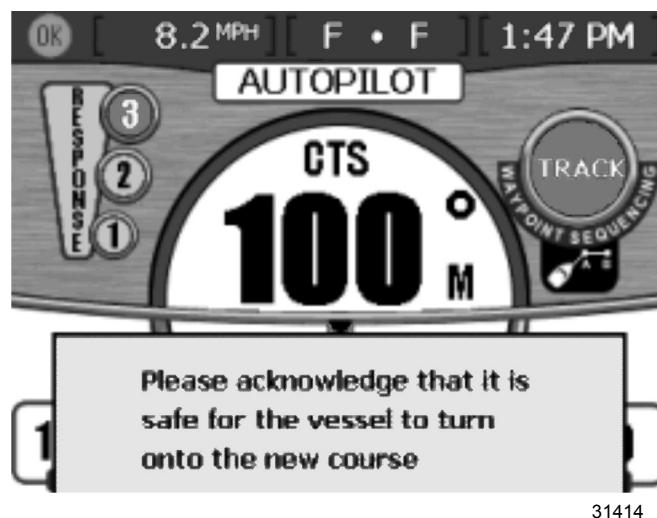 OK 8.2 MPH F • F 1:47 PM
AUTOPILOT
RESPONSE
3
2
1
CTS
100° M
TRACK
WAYPOINT SEQUENCING
A B
Please acknowledge that it is
safe for the vessel to turn
onto the new course
1
31414